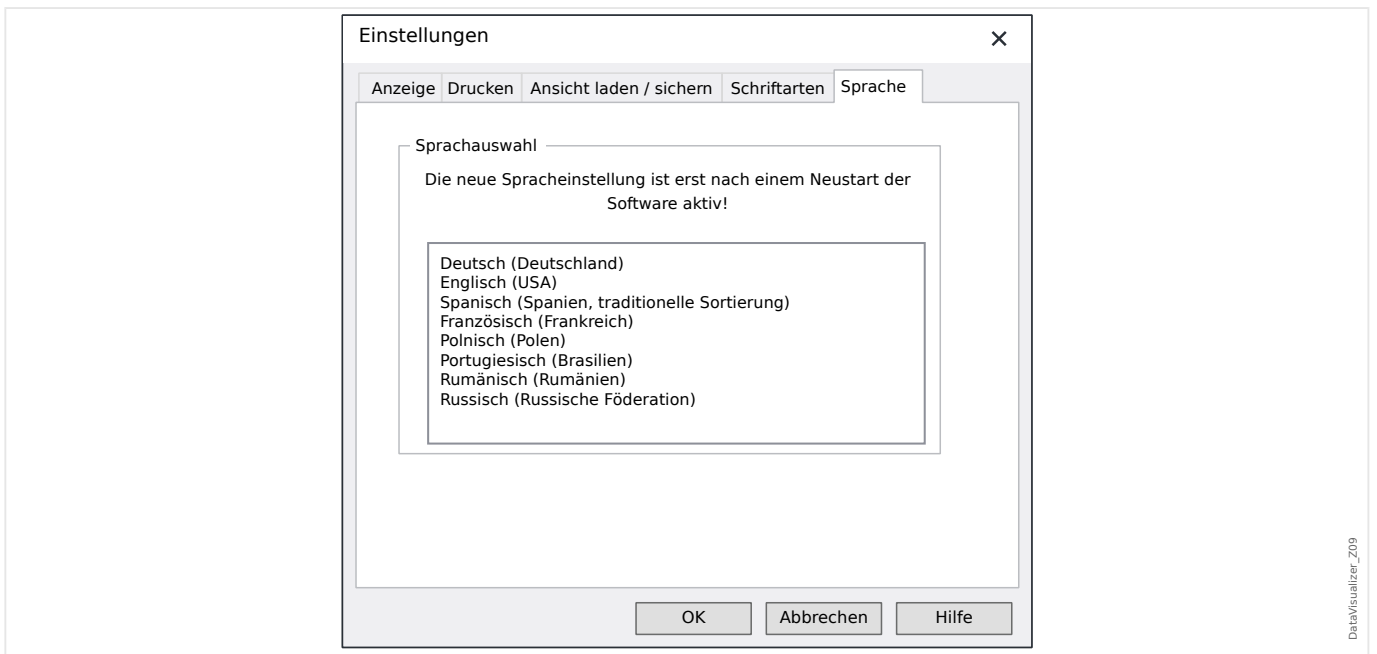 Einstellungen
Anzeige Drucken Ansicht laden / sichern Schriftarten Sprache
Sprachauswahl
Die neue Spracheinstellung ist erst nach einem Neustart der
Software aktiv!
Deutsch (Deutschland)
Englisch (USA)
Spanisch (Spanien, traditionelle Sortierung)
Französisch (Frankreich)
Polnisch (Polen)
Portugiesisch (Brasilien)
Rumänisch (Rumänien)
Russisch (Russische Föderation)
OK Abbrechen Hilfe
DataVisualizer_Z09